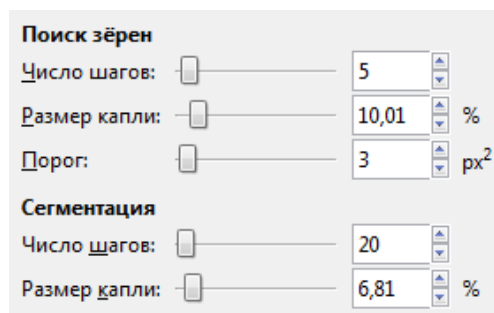 Поиск зёрен
Число шагов: 5
Размер капли: 10,01 %
Порог: 3 px²
Сегментация
Число шагов: 20
Размер капли: 6,81 %